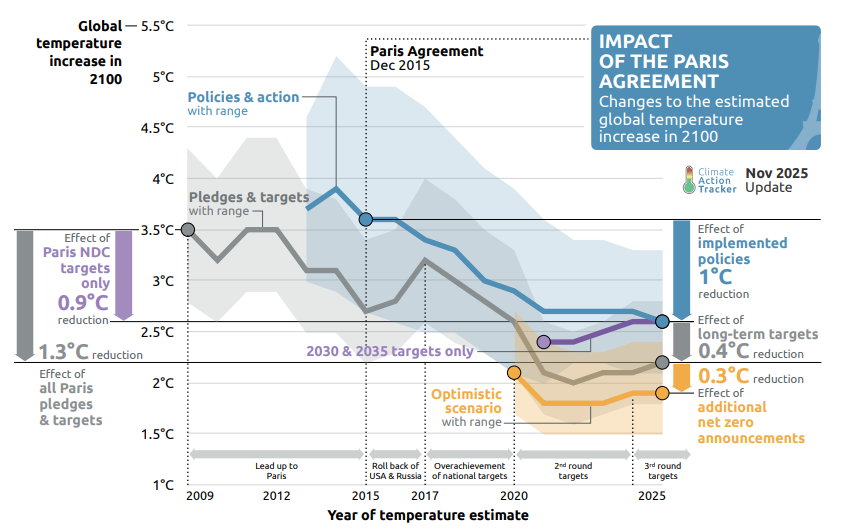 Global
temperature
increase in
2100
5.5°C
5°C
4.5°C
4°C
3.5°C
3°C
2.5°C
2°C
1.5°C
1°C
Paris Agreement
Dec 2015
IMPACT
OF THE PARIS
AGREEMENT
Changes to the estimated
global temperature
increase in 2100
Climate
Action
Tracker
Nov 2025
Update
Policies & action
with range
Pledges & targets
with range
Effect of
Paris NDC
targets
only
0.9°C
reduction
1.3°C reduction
Effect of
all Paris
pledges
& targets
2030 & 2035 targets only
Optimistic
scenario
with range
Effect of
implemented
policies
1°C
reduction
Effect of
long-term targets
0.4°C reduction
0.3°C reduction
Effect of
additional
net zero
announcements
Lead up to
Paris
Roll back of
USA & Russia
Overachievement
of national targets
2nd round
targets
3rd round
targets
2009 2012 2015 2017 2020 2025
Year of temperature estimate